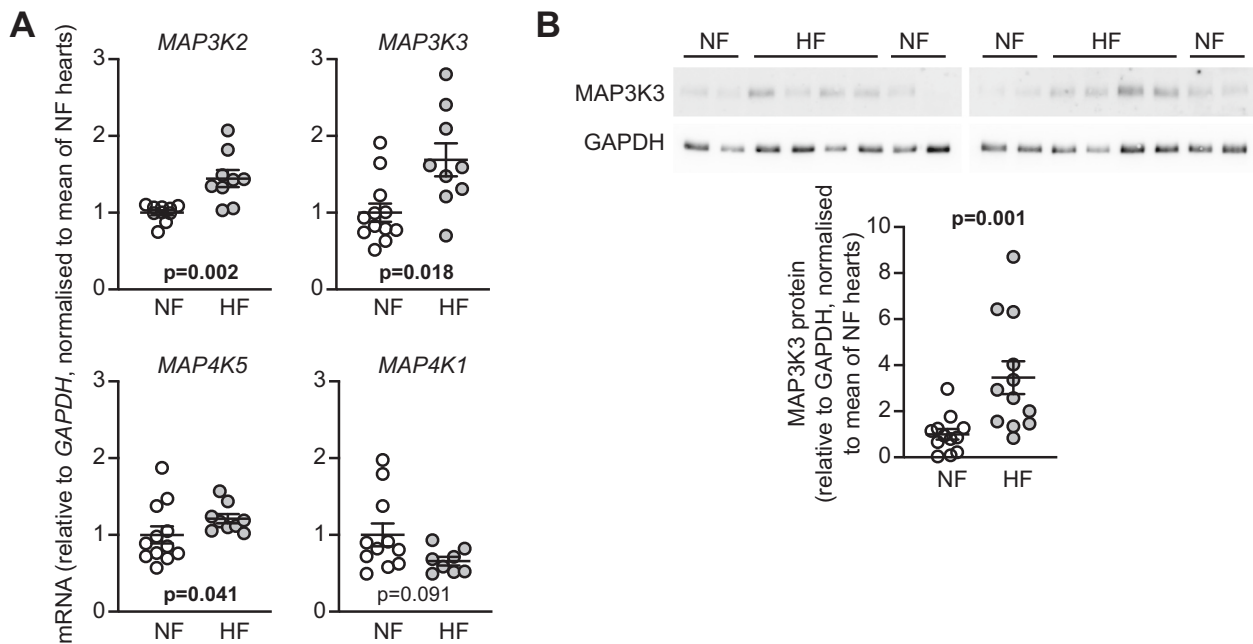 A
mRNA (relative to GAPDH, normalised to mean of NF hearts)
MAP3K2
3
2
1
0
p=0.002
NF HF
MAP3K3
3
2
1
0
p=0.018
NF HF
MAP4K5
3
2
1
0
p=0.041
NF HF
MAP4K1
3
2
1
0
p=0.091
NF HF
B
NF HF NF NF HF NF
MAP3K3
GAPDH
MAP3K3 protein
(relative to GAPDH, normalised
to mean of NF hearts)
p=0.001
10
8
6
4
2
0
NF HF